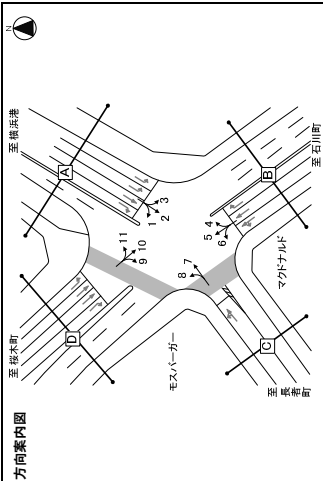 方向案内図
N
至 横浜港
至 桜木町
至 石川町
至 長者町
モスバーガー
マクドナルド
A
B
C
D
1
2
3
4
5
6
7
8
9
10
11